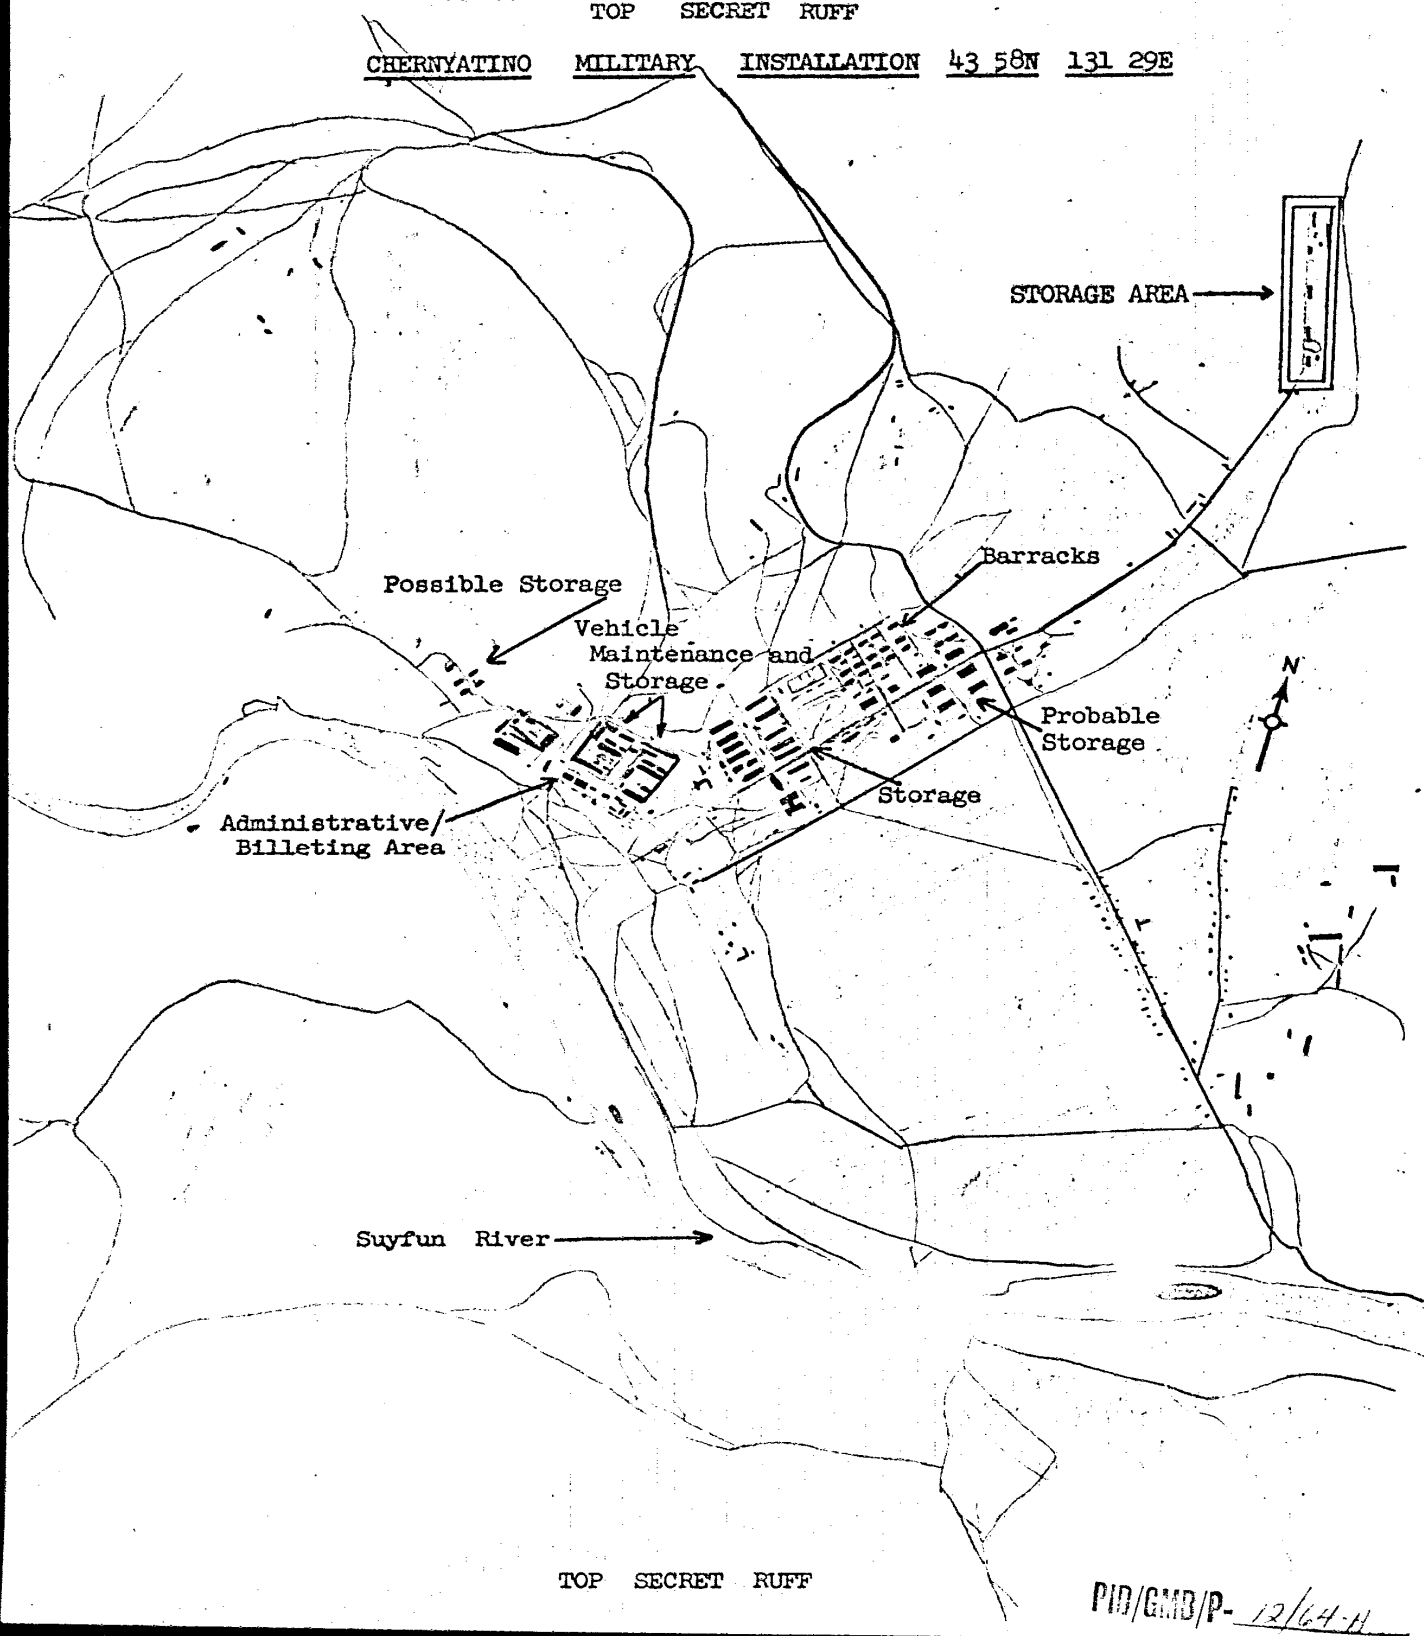 TOP SECRET RUFF
CHERNYATINO MILITARY INSTALLATION 43 58N 131 29E
STORAGE AREA
Barracks
Possible Storage
Vehicle
Maintenance and
Storage
N
Probable
Storage
Storage
Administrative/
Billeting Area
Suyfun River
TOP SECRET RUFF
PID/GMB/P- 12/64-H